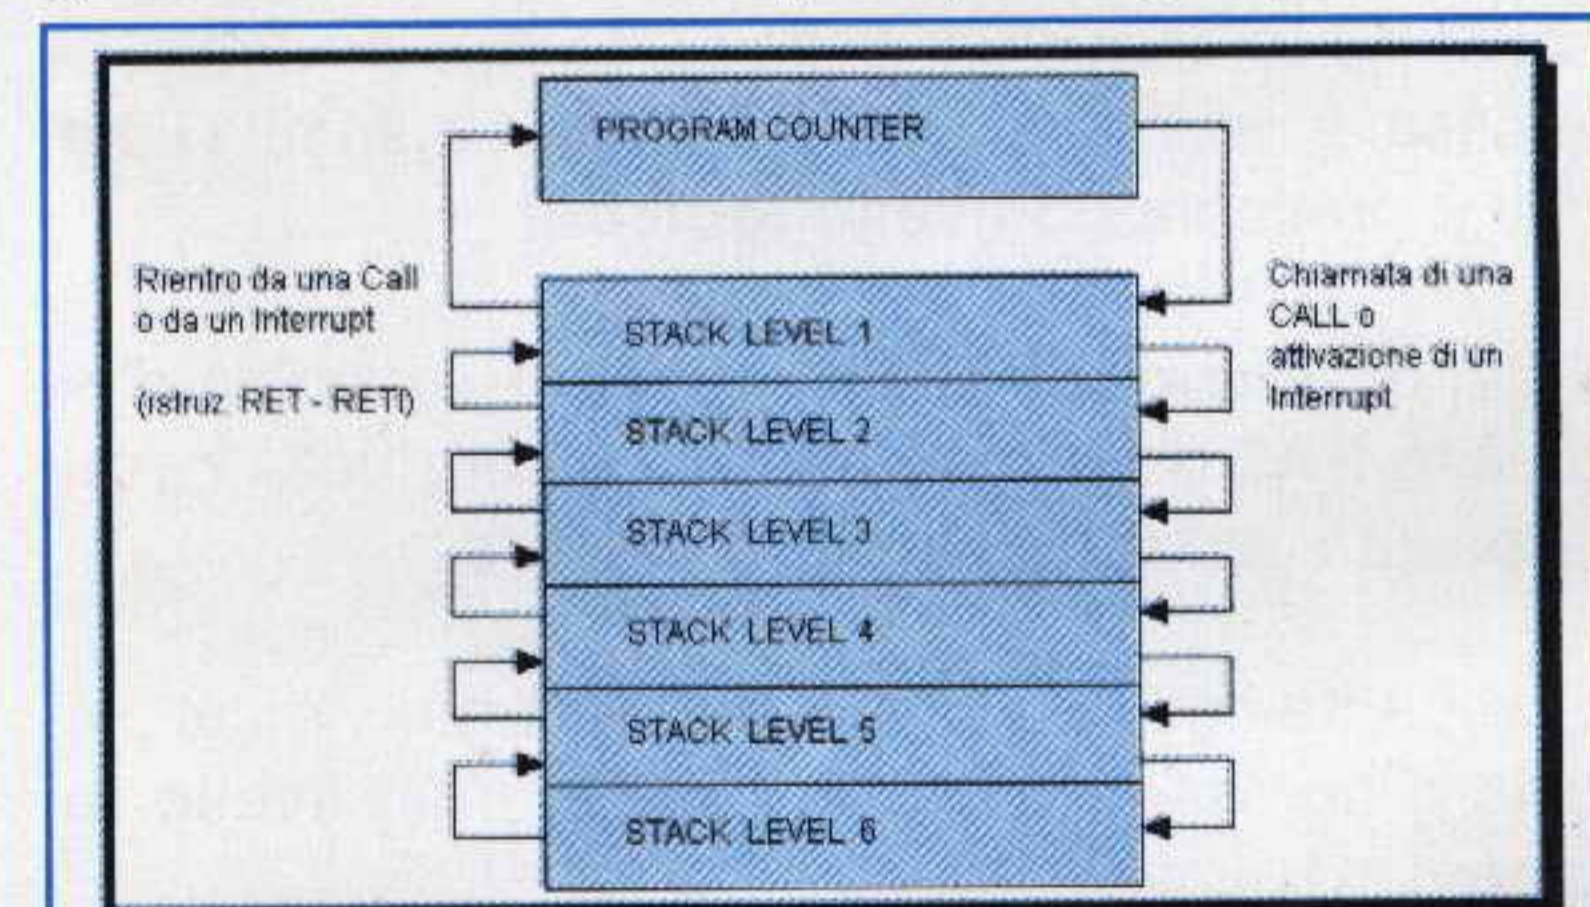 PROGRAM COUNTER
Rientro da una Call
o da un Interrupt
(istruz. RET - RETI)
Chiamata di una
CALL o
attivazione di un
Interrupt
STACK LEVEL 1
STACK LEVEL 2
STACK LEVEL 3
STACK LEVEL 4
STACK LEVEL 5
STACK LEVEL 6